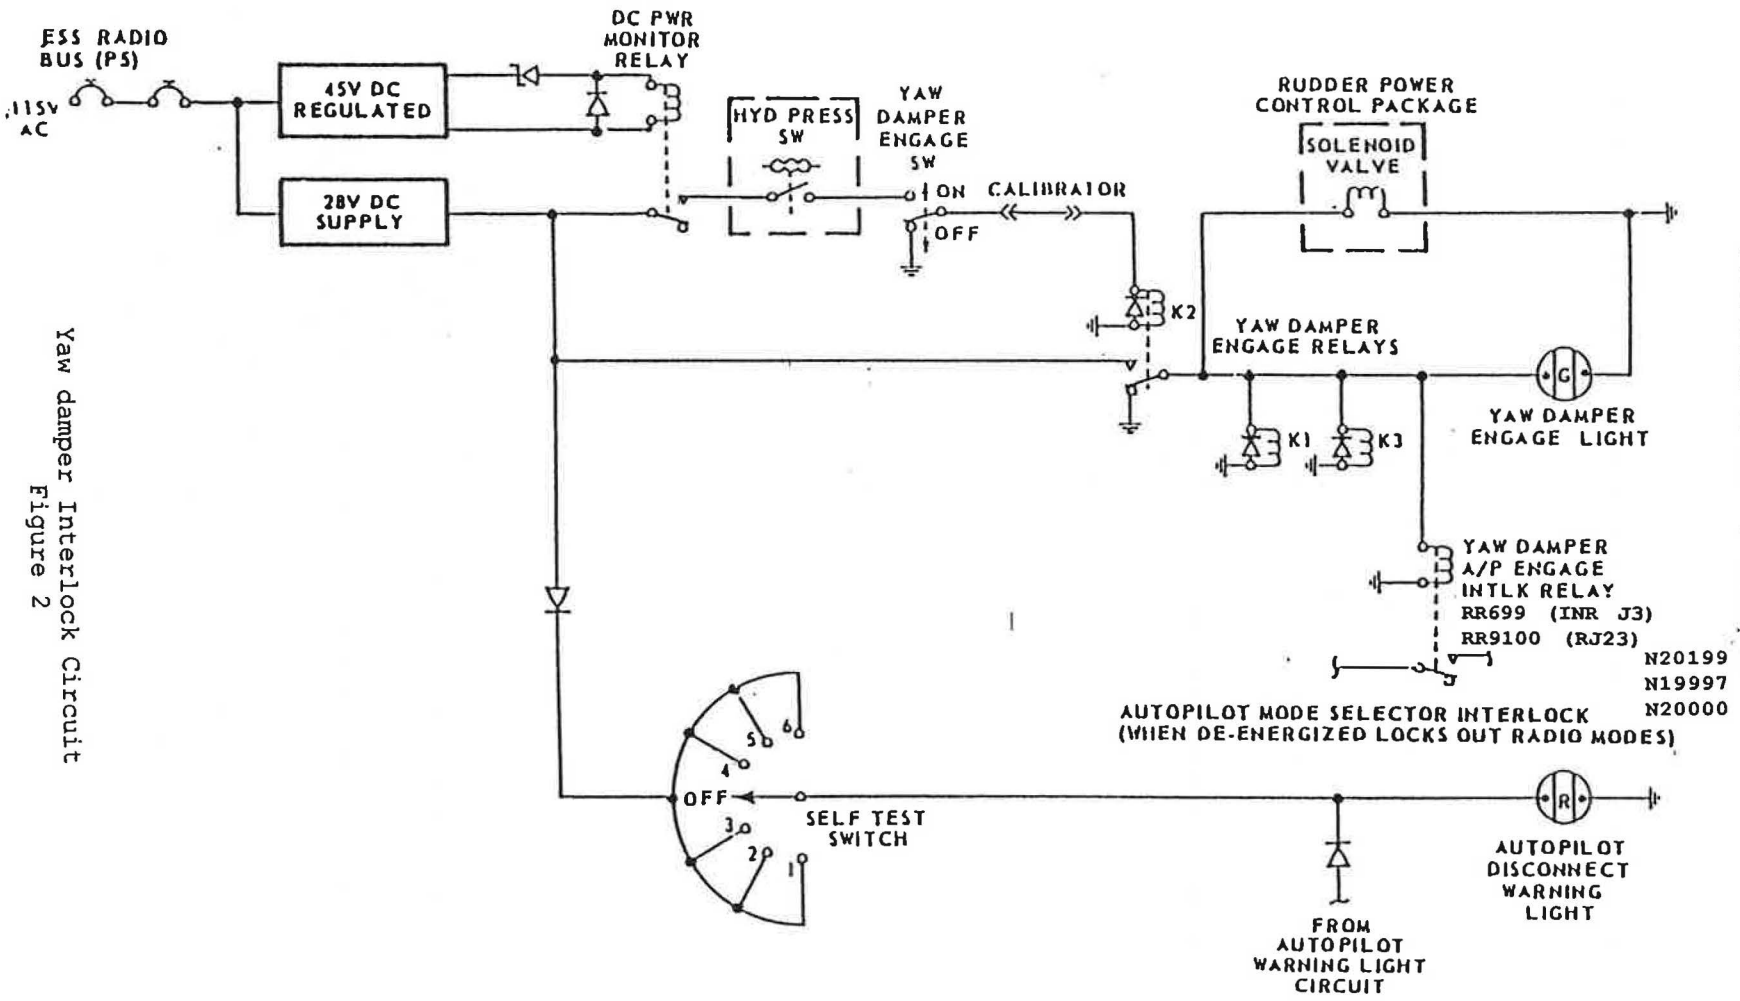 ESS RADIO
BUS (P5)
115V
AC
45V DC
REGULATED
28V DC
SUPPLY
DC PWR
MONITOR
RELAY
HYD PRESS
SW
YAW
DAMPER
ENGAGE
SW
ON
OFF
CALIBRATOR
RUDDER POWER
CONTROL PACKAGE
SOLENOID
VALVE
K2
YAW DAMPER
ENGAGE RELAYS
K1
K3
G
YAW DAMPER
ENGAGE LIGHT
YAW DAMPER
A/P ENGAGE
INTLK RELAY
RR699 (INR J3)
RR9100 (RJ23)
N20199
N19997
N20000
AUTOPILOT MODE SELECTOR INTERLOCK
(WHEN DE-ENERGIZED LOCKS OUT RADIO MODES)
6
5
4
OFF
3
2
1
SELF TEST
SWITCH
R
AUTOPILOT
DISCONNECT
WARNING
LIGHT
FROM
AUTOPILOT
WARNING LIGHT
CIRCUIT
Yaw damper Interlock Circuit
Figure 2